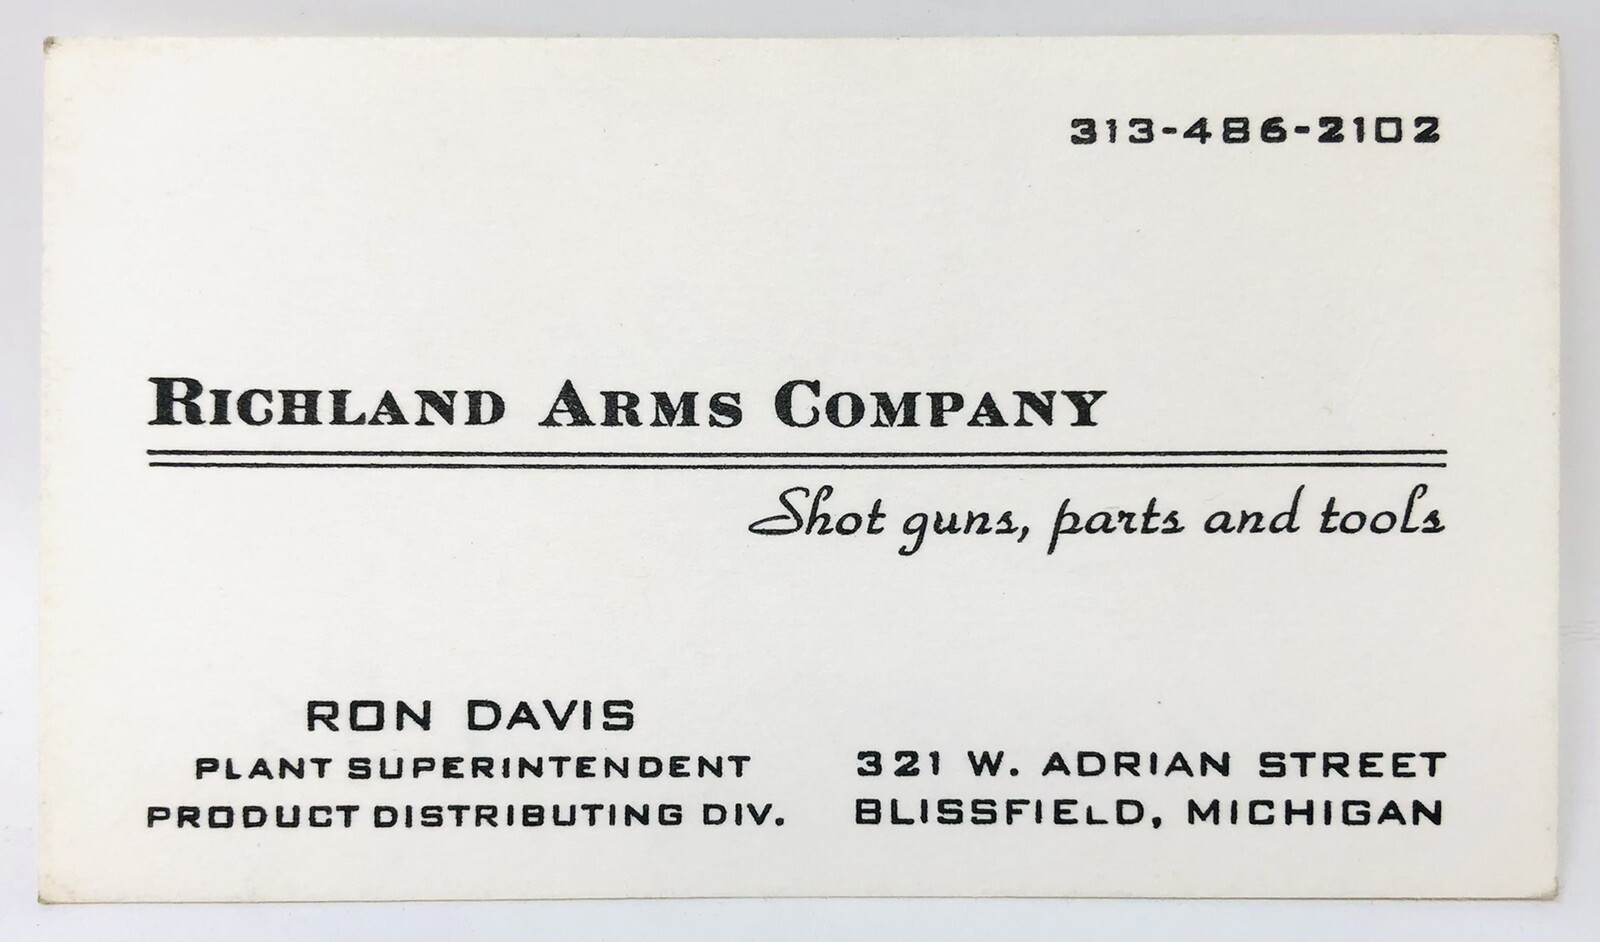 313-486-2102
RICHLAND ARMS COMPANY
Shot guns, parts and tools
RON DAVIS
PLANT SUPERINTENDENT
PRODUCT DISTRIBUTING DIV.
321 W. ADRIAN STREET
BLISSFIELD, MICHIGAN